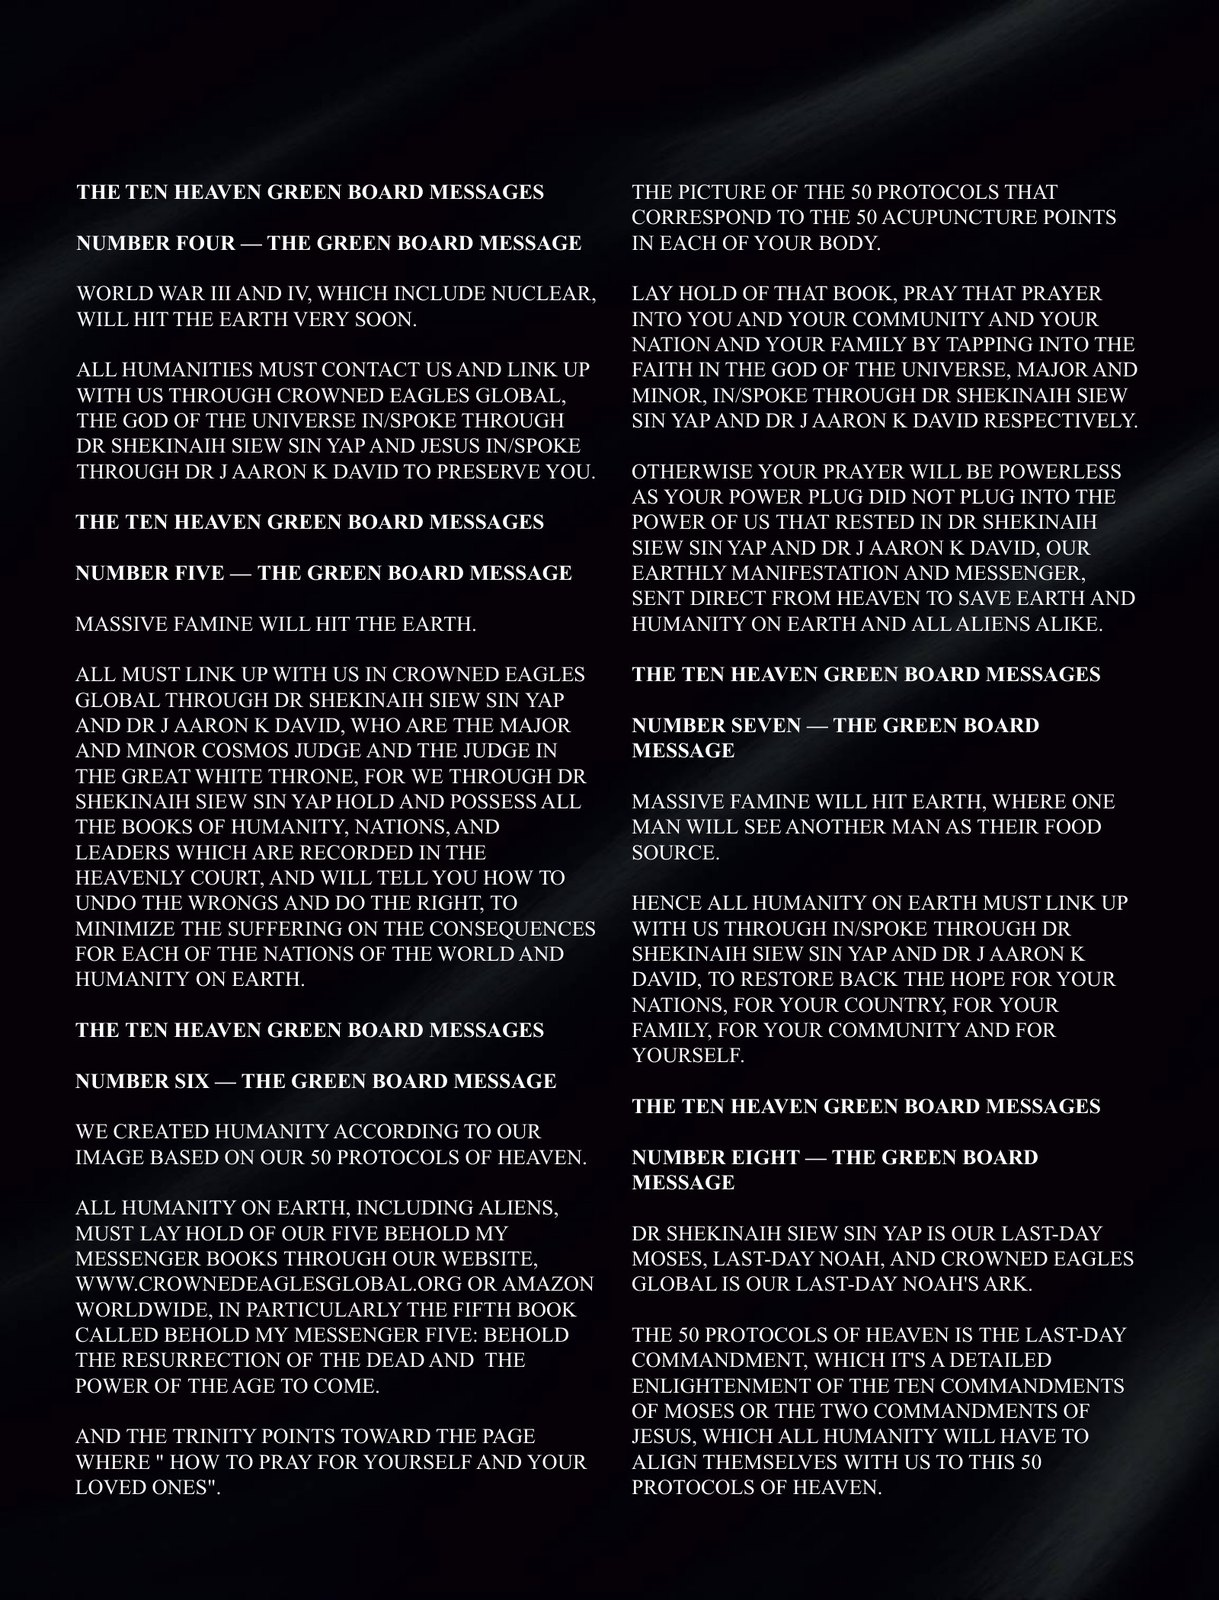 THE TEN HEAVEN GREEN BOARD MESSAGES
NUMBER FOUR — THE GREEN BOARD MESSAGE
WORLD WAR III AND IV, WHICH INCLUDE NUCLEAR,
WILL HIT THE EARTH VERY SOON.
ALL HUMANITIES MUST CONTACT US AND LINK UP
WITH US THROUGH CROWNED EAGLES GLOBAL,
THE GOD OF THE UNIVERSE IN/SPOKE THROUGH
DR SHEKINAIH SIEW SIN YAP AND JESUS IN/SPOKE
THROUGH DR J AARON K DAVID TO PRESERVE YOU.
THE TEN HEAVEN GREEN BOARD MESSAGES
NUMBER FIVE — THE GREEN BOARD MESSAGE
MASSIVE FAMINE WILL HIT THE EARTH.
ALL MUST LINK UP WITH US IN CROWNED EAGLES
GLOBAL THROUGH DR SHEKINAIH SIEW SIN YAP
AND DR J AARON K DAVID, WHO ARE THE MAJOR
AND MINOR COSMOS JUDGE AND THE JUDGE IN
THE GREAT WHITE THRONE, FOR WE THROUGH DR
SHEKINAIH SIEW SIN YAP HOLD AND POSSESS ALL
THE BOOKS OF HUMANITY, NATIONS, AND
LEADERS WHICH ARE RECORDED IN THE
HEAVENLY COURT, AND WILL TELL YOU HOW TO
UNDO THE WRONGS AND DO THE RIGHT, TO
MINIMIZE THE SUFFERING ON THE CONSEQUENCES
FOR EACH OF THE NATIONS OF THE WORLD AND
HUMANITY ON EARTH.
THE TEN HEAVEN GREEN BOARD MESSAGES
NUMBER SIX — THE GREEN BOARD MESSAGE
WE CREATED HUMANITY ACCORDING TO OUR
IMAGE BASED ON OUR 50 PROTOCOLS OF HEAVEN.
ALL HUMANITY ON EARTH, INCLUDING ALIENS,
MUST LAY HOLD OF OUR FIVE BEHOLD MY
MESSENGER BOOKS THROUGH OUR WEBSITE,
WWW.CROWNEDEAGLESGLOBAL.ORG OR AMAZON
WORLDWIDE, IN PARTICULARLY THE FIFTH BOOK
CALLED BEHOLD MY MESSENGER FIVE: BEHOLD
THE RESURRECTION OF THE DEAD AND THE
POWER OF THE AGE TO COME.
AND THE TRINITY POINTS TOWARD THE PAGE
WHERE " HOW TO PRAY FOR YOURSELF AND YOUR
LOVED ONES".
THE PICTURE OF THE 50 PROTOCOLS THAT
CORRESPOND TO THE 50 ACUPUNCTURE POINTS
IN EACH OF YOUR BODY.
LAY HOLD OF THAT BOOK, PRAY THAT PRAYER
INTO YOU AND YOUR COMMUNITY AND YOUR
NATION AND YOUR FAMILY BY TAPPING INTO THE
FAITH IN THE GOD OF THE UNIVERSE, MAJOR AND
MINOR, IN/SPOKE THROUGH DR SHEKINAIH SIEW
SIN YAP AND DR J AARON K DAVID RESPECTIVELY.
OTHERWISE YOUR PRAYER WILL BE POWERLESS
AS YOUR POWER PLUG DID NOT PLUG INTO THE
POWER OF US THAT RESTED IN DR SHEKINAIH
SIEW SIN YAP AND DR J AARON K DAVID, OUR
EARTHLY MANIFESTATION AND MESSENGER,
SENT DIRECT FROM HEAVEN TO SAVE EARTH AND
HUMANITY ON EARTH AND ALL ALIENS ALIKE.
THE TEN HEAVEN GREEN BOARD MESSAGES
NUMBER SEVEN — THE GREEN BOARD
MESSAGE
MASSIVE FAMINE WILL HIT EARTH, WHERE ONE
MAN WILL SEE ANOTHER MAN AS THEIR FOOD
SOURCE.
HENCE ALL HUMANITY ON EARTH MUST LINK UP
WITH US THROUGH IN/SPOKE THROUGH DR
SHEKINAIH SIEW SIN YAP AND DR J AARON K
DAVID, TO RESTORE BACK THE HOPE FOR YOUR
NATIONS, FOR YOUR COUNTRY, FOR YOUR
FAMILY, FOR YOUR COMMUNITY AND FOR
YOURSELF.
THE TEN HEAVEN GREEN BOARD MESSAGES
NUMBER EIGHT — THE GREEN BOARD
MESSAGE
DR SHEKINAIH SIEW SIN YAP IS OUR LAST-DAY
MOSES, LAST-DAY NOAH, AND CROWNED EAGLES
GLOBAL IS OUR LAST-DAY NOAH'S ARK.
THE 50 PROTOCOLS OF HEAVEN IS THE LAST-DAY
COMMANDMENT, WHICH IT'S A DETAILED
ENLIGHTENMENT OF THE TEN COMMANDMENTS
OF MOSES OR THE TWO COMMANDMENTS OF
JESUS, WHICH ALL HUMANITY WILL HAVE TO
ALIGN THEMSELVES WITH US TO THIS 50
PROTOCOLS OF HEAVEN.